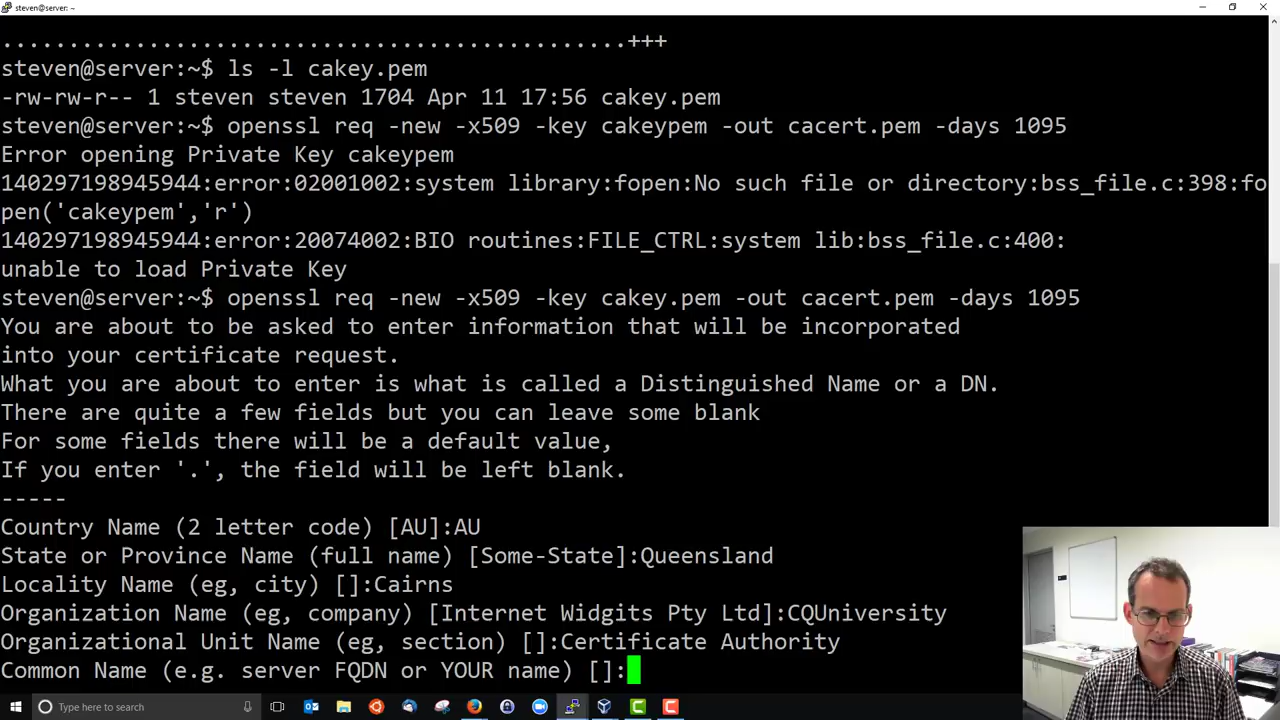 steven@server: ~
..............................................+++
steven@server:~$ ls -l cakey.pem
-rw-rw-r-- 1 steven steven 1704 Apr 11 17:56 cakey.pem
steven@server:~$ openssl req -new -x509 -key cakeypem -out cacert.pem -days 1095
Error opening Private Key cakeypem
140297198945944:error:02001002:system library:fopen:No such file or directory:bss_file.c:398:fo
pen('cakeypem','r')
140297198945944:error:20074002:BIO routines:FILE_CTRL:system lib:bss_file.c:400:
unable to load Private Key
steven@server:~$ openssl req -new -x509 -key cakey.pem -out cacert.pem -days 1095
You are about to be asked to enter information that will be incorporated
into your certificate request.
What you are about to enter is what is called a Distinguished Name or a DN.
There are quite a few fields but you can leave some blank
For some fields there will be a default value,
If you enter '.', the field will be left blank.
-----
Country Name (2 letter code) [AU]:AU
State or Province Name (full name) [Some-State]:Queensland
Locality Name (eg, city) []:Cairns
Organization Name (eg, company) [Internet Widgits Pty Ltd]:CQUniversity
Organizational Unit Name (eg, section) []:Certificate Authority
Common Name (e.g. server FQDN or YOUR name) []:
Type here to search